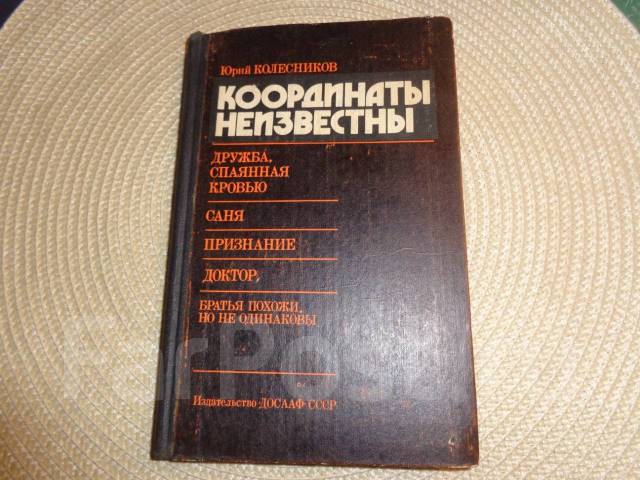 Юрий КОЛЕСНИКОВ
КООРДИНАТЫ
НЕИЗВЕСТНЫ
ДРУЖБА,
СПАЯННАЯ
КРОВЬЮ
САНЯ
ПРИЗНАНИЕ
ДОКТОР,
БРАТЬЯ ПОХОЖИ,
НО НЕ ОДИНАКОВЫ
Издательство ДОСААФ СССР